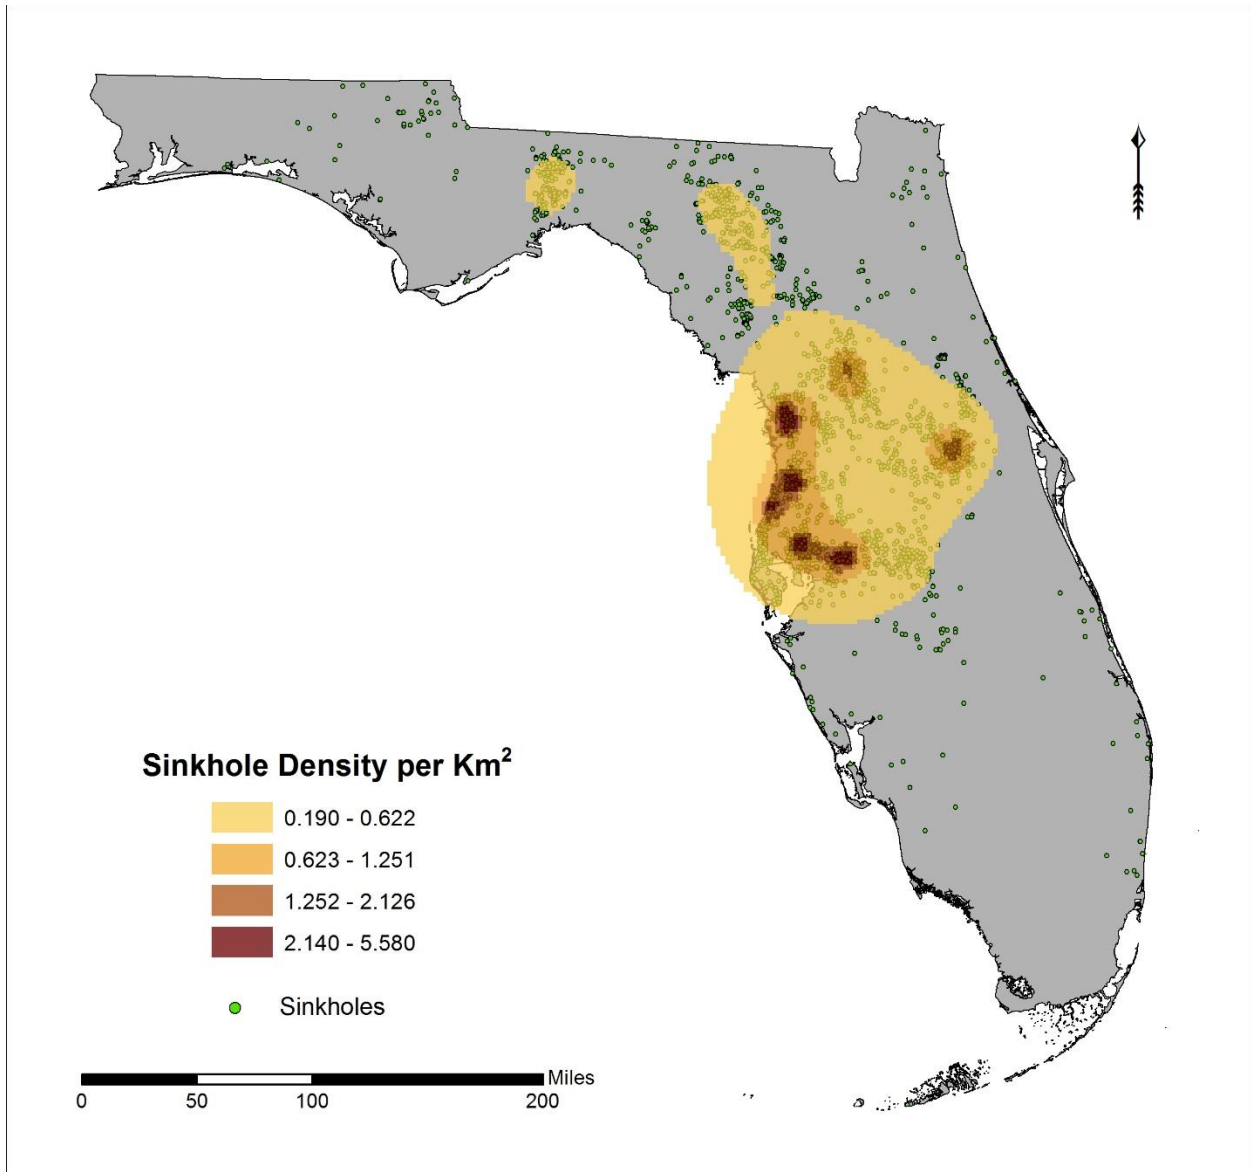 Sinkhole Density per Km²
0.190 - 0.622
0.623 - 1.251
1.252 - 2.126
2.140 - 5.580
Sinkholes
Miles
0 50 100 200